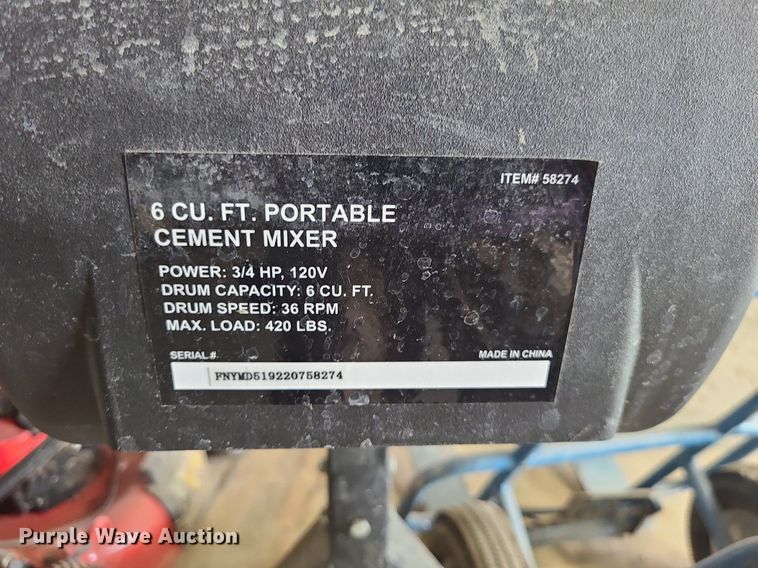 ITEM# 58274
6 CU. FT. PORTABLE
CEMENT MIXER
POWER: 3/4 HP, 120V
DRUM CAPACITY: 6 CU. FT.
DRUM SPEED: 36 RPM
MAX. LOAD: 420 LBS.
SERIAL # MADE IN CHINA
FNYMD519220758274
Purple Wave Auction®